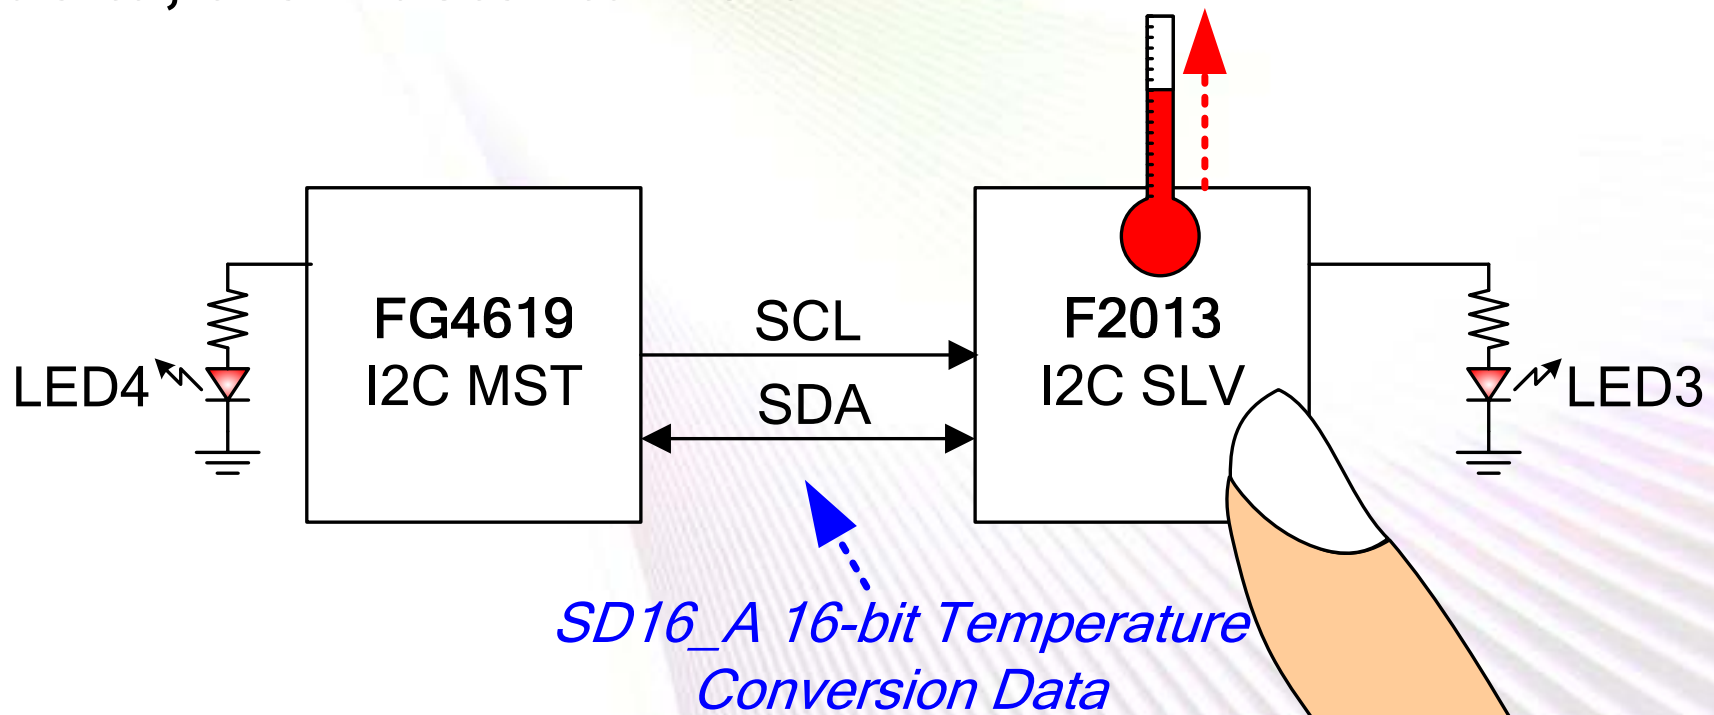 FG4619
I2C MST
SCL
SDA
F2013
I2C SLV
LED4
LED3
SD16_A 16-bit Temperature
Conversion Data